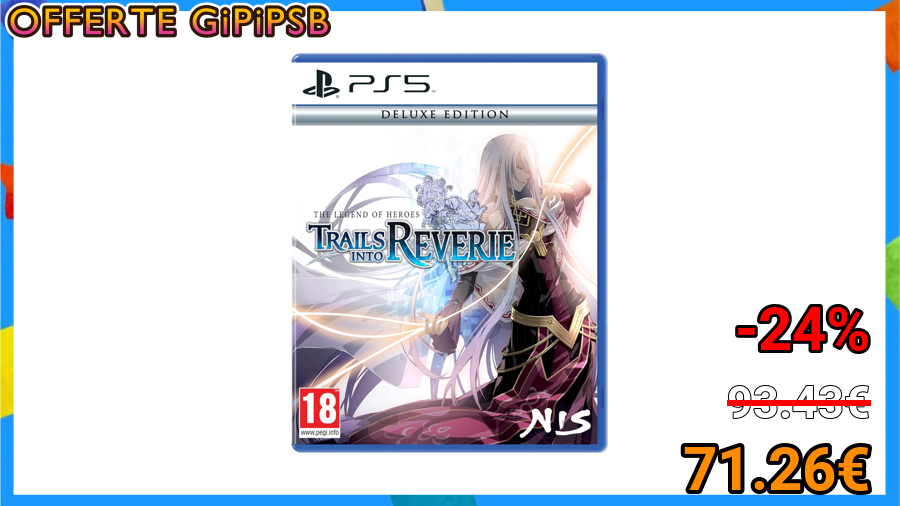 OFFERTE GiPiPSB
PS5
DELUXE EDITION
THE LEGEND OF HEROES
TRAILS
INTO
REVERIE
18
www.pegi.info
NIS
-24%
93.43€
71.26€